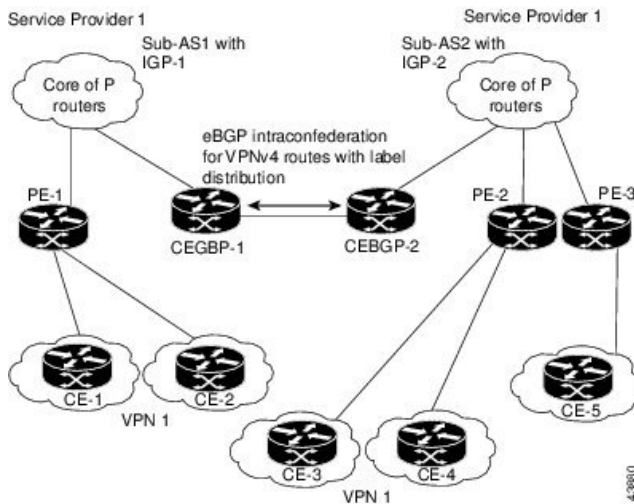 Service Provider 1
Service Provider 1
Sub-AS1 with
IGP-1
Sub-AS2 with
IGP-2
Core of P
routers
Core of P
routers
eBGP intraconfederation
for VPNv4 routes with label
distribution
PE-1
PE-2
PE-3
CEGBP-1
CEBGP-2
CE-1
CE-2
VPN 1
CE-5
CE-3
CE-4
VPN 1
43880